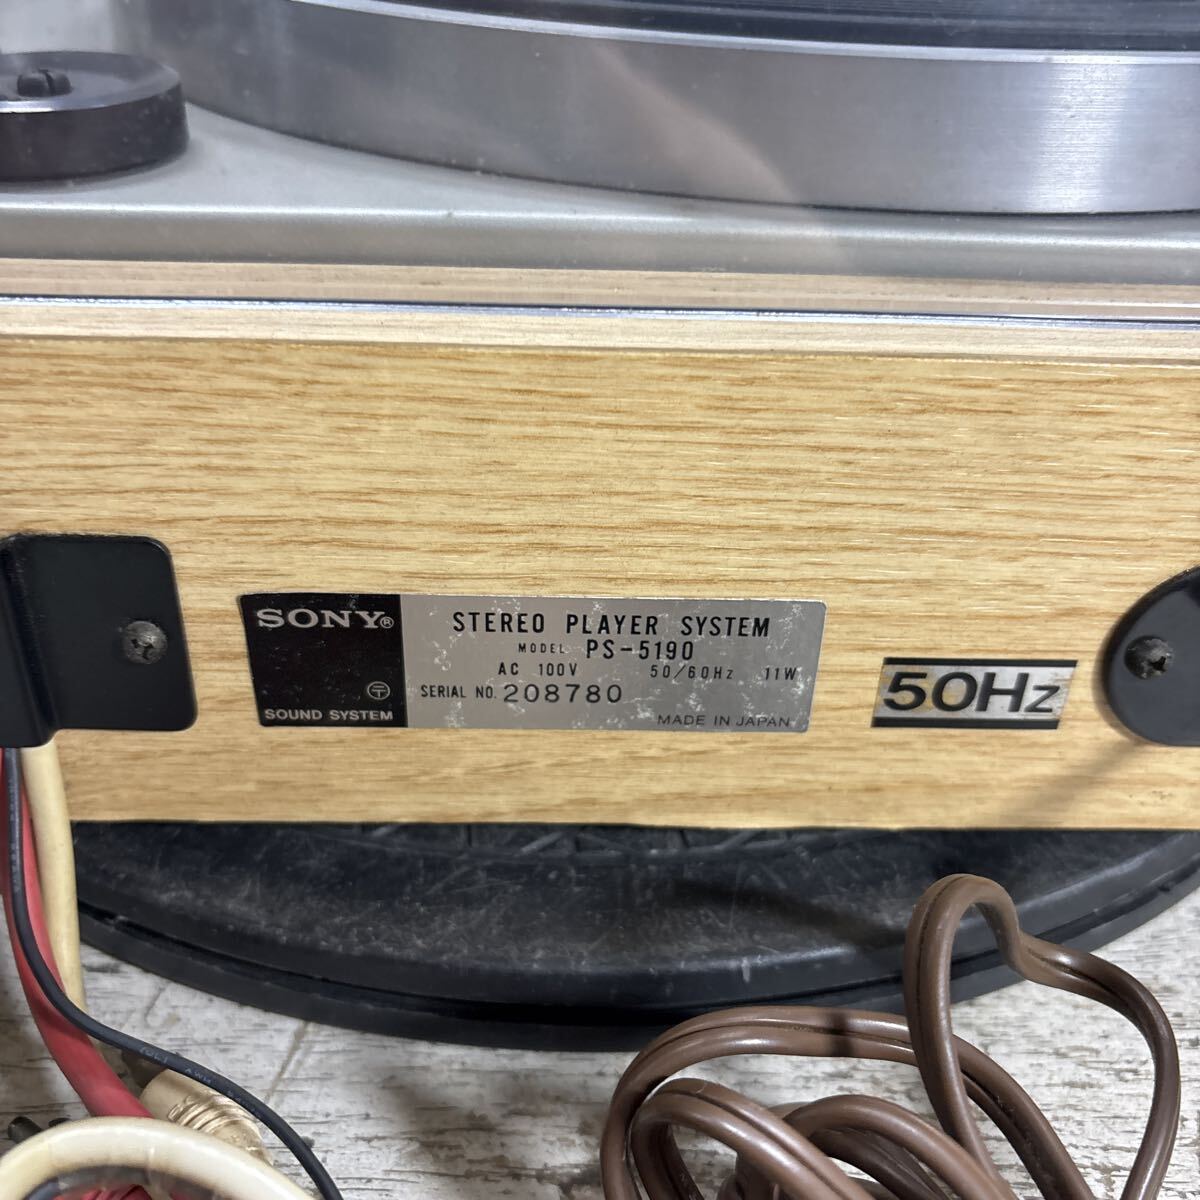 SONY®
SOUND SYSTEM
STEREO PLAYER SYSTEM
MODEL PS-5190
AC 100V 50/60Hz 11W
SERIAL NO. 208780
MADE IN JAPAN
50Hz